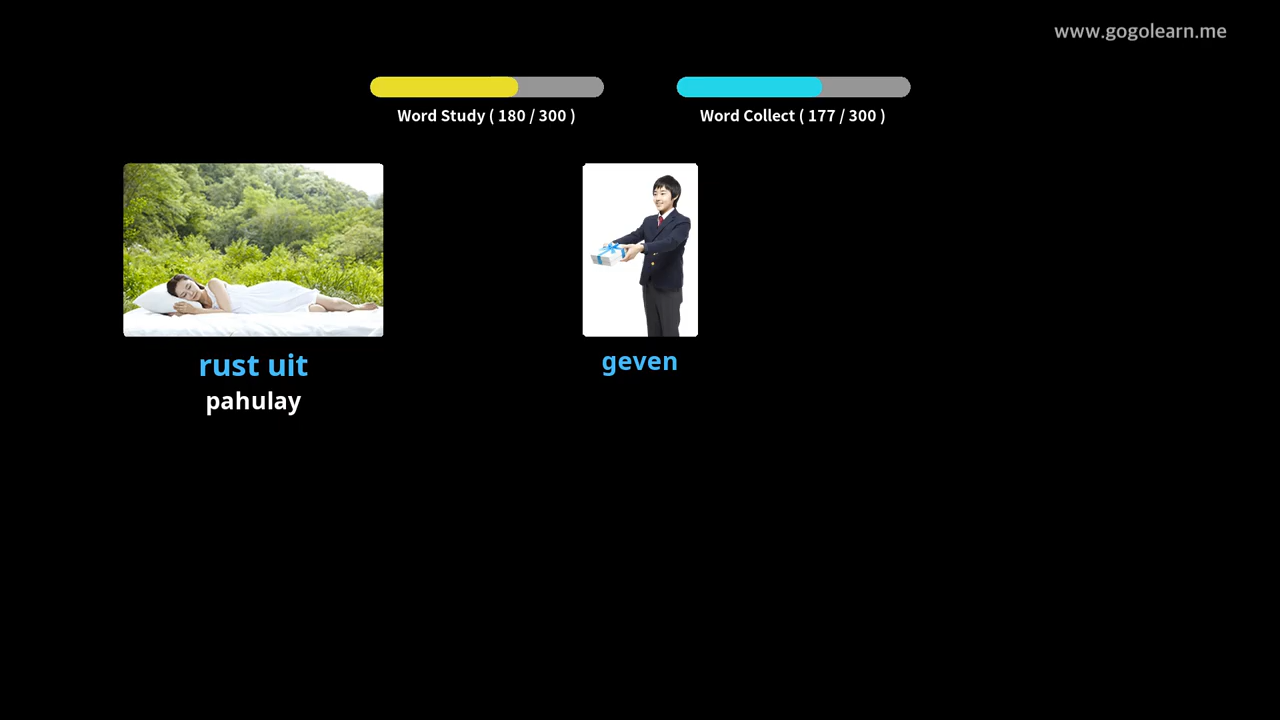 www.gogolearn.me
Word Study ( 180 / 300 )
Word Collect ( 177 / 300 )
rust uit
pahulay
geven